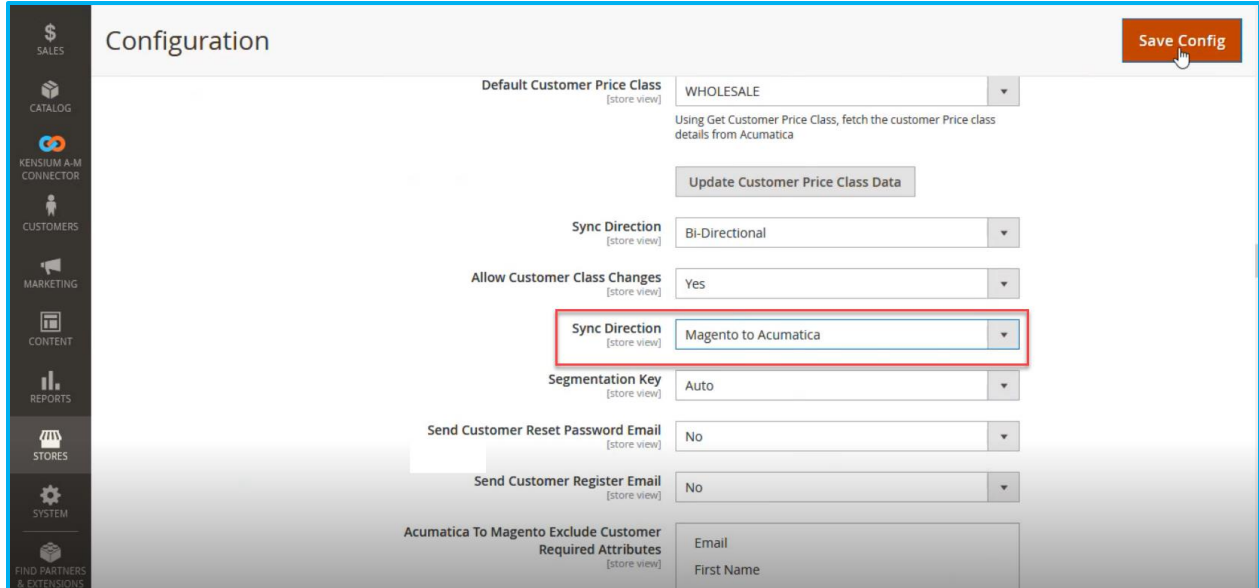 $
SALES
CATALOG
KENSIUM A-M
CONNECTOR
CUSTOMERS
MARKETING
CONTENT
REPORTS
STORES
SYSTEM
FIND PARTNERS
& EXTENSIONS
Configuration
Save Config
Default Customer Price Class
[store view]
WHOLESALE
Using Get Customer Price Class, fetch the customer Price class
details from Acumatica
Update Customer Price Class Data
Sync Direction
[store view]
Bi-Directional
Allow Customer Class Changes
[store view]
Yes
Sync Direction
[store view]
Magento to Acumatica
Segmentation Key
[store view]
Auto
Send Customer Reset Password Email
[store view]
No
Send Customer Register Email
[store view]
No
Acumatica To Magento Exclude Customer
Required Attributes
[store view]
Email
First Name